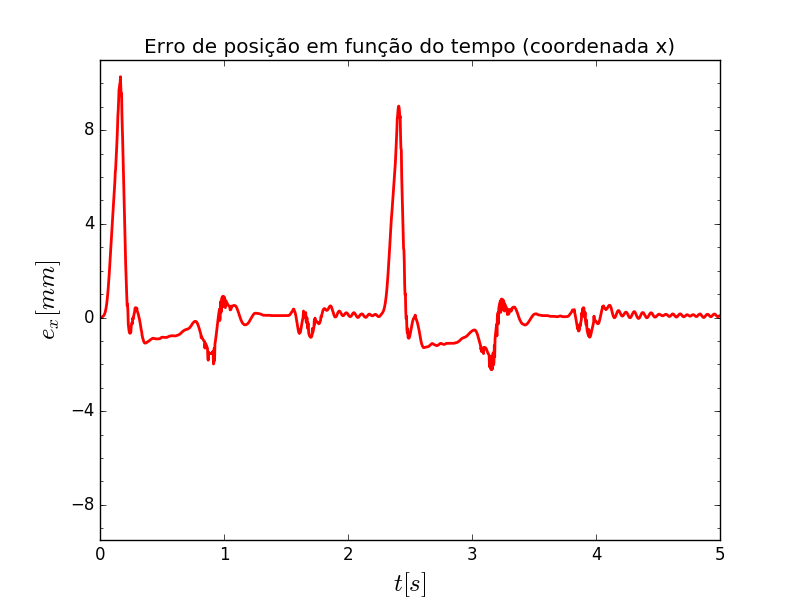 Erro de posição em função do tempo (coordenada x)
8
4
0
−4
−8
e_x [mm]
0 1 2 3 4 5
t[s]